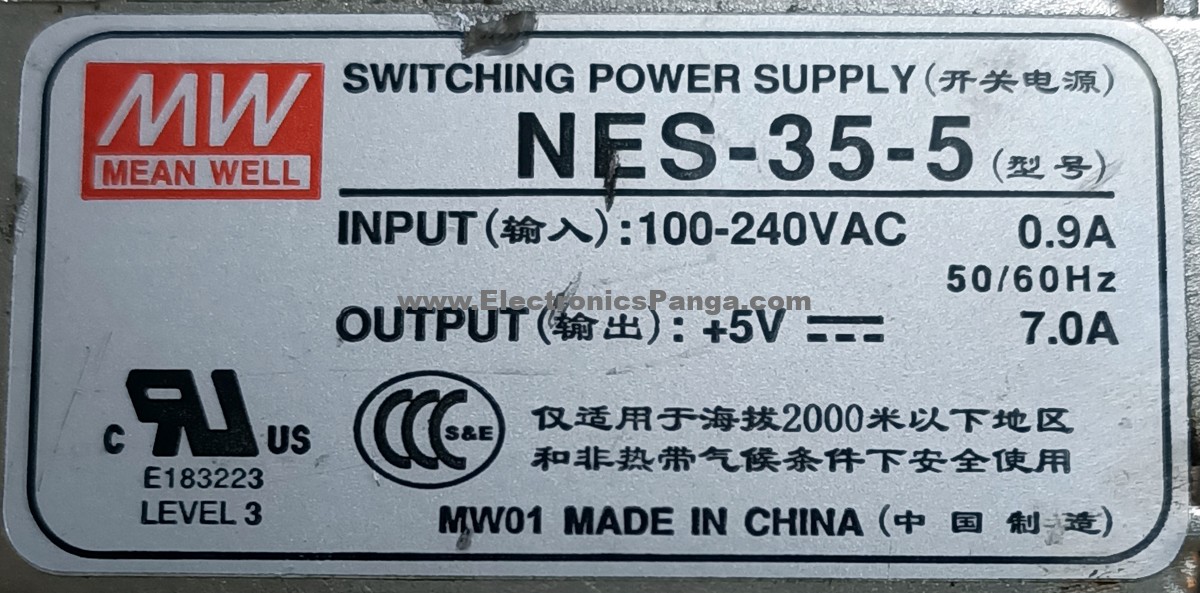 MW
MEAN WELL
SWITCHING POWER SUPPLY (开关电源)
NES-35-5 (型号)
INPUT (输入) : 100-240VAC 0.9A
50/60Hz
www.ElectronicsPanga.com
OUTPUT (输出) : +5V 7.0A
C UR US
E183223
LEVEL 3
CCC S&E
仅适用于海拔2000米以下地区
和非热带气候条件下安全使用
MW01 MADE IN CHINA (中国制造)